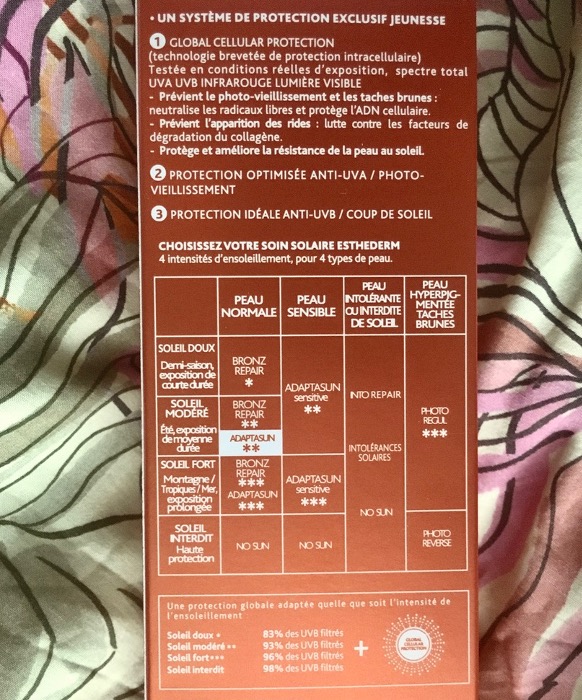 • UN SYSTÈME DE PROTECTION EXCLUSIF JEUNESSE
1 GLOBAL CELLULAR PROTECTION
(technologie brevetée de protection intracellulaire)
Testée en conditions réelles d'exposition, spectre total
UVA UVB INFRAROUGE LUMIÈRE VISIBLE
- Prévient le photo-vieillissement et les taches brunes :
neutralise les radicaux libres et protège l'ADN cellulaire.
- Prévient l'apparition des rides : lutte contre les facteurs de
dégradation du collagène.
- Protège et améliore la résistance de la peau au soleil.
2 PROTECTION OPTIMISÉE ANTI-UVA / PHOTO-
VIEILLISSEMENT
3 PROTECTION IDÉALE ANTI-UVB / COUP DE SOLEIL
CHOISISSEZ VOTRE SOIN SOLAIRE ESTHEDERM
4 intensités d'ensoleillement, pour 4 types de peau.
PEAU
NORMALE
PEAU
SENSIBLE
PEAU
INTOLÉRANTE
OU INTERDITE
DE SOLEIL
PEAU
HYPERPIG-
MENTÉE
TACHES
BRUNES
SOLEIL DOUX
Demi-saison,
exposition de
courte durée
BRONZ
REPAIR
*
ADAPTASUN
sensitive
**
INTO REPAIR
PHOTO
REGUL
***
SOLEIL
MODÉRÉ
Été, exposition
de moyenne
durée
BRONZ
REPAIR
**
ADAPTASUN
**
INTOLÉRANCES
SOLAIRES
SOLEIL FORT
Montagne /
Tropiques / Mer,
exposition
prolongée
BRONZ
REPAIR
***
ADAPTASUN
***
ADAPTASUN
sensitive
***
NO SUN
SOLEIL
INTERDIT
Haute
protection
NO SUN
NO SUN
PHOTO
REVERSE
Une protection globale adaptée quelle que soit l'intensité de
l'ensoleillement
Soleil doux • 83% des UVB filtrés
Soleil modéré •• 93% des UVB filtrés
Soleil fort ••• 96% des UVB filtrés
Soleil interdit 98% des UVB filtrés
+
GLOBAL
CELLULAR
PROTECTION